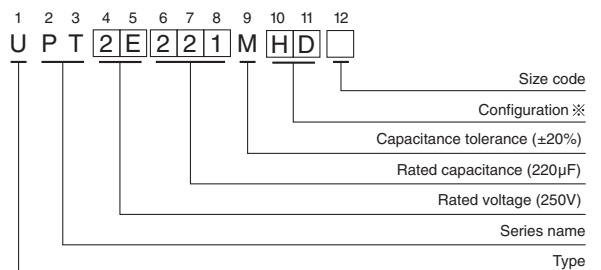 1 2 3 4 5 6 7 8 9 10 11 12
U P T 2 E 2 2 1 M H D
Size code
Configuration ※
Capacitance tolerance (±20%)
Rated capacitance (220µF)
Rated voltage (250V)
Series name
Type